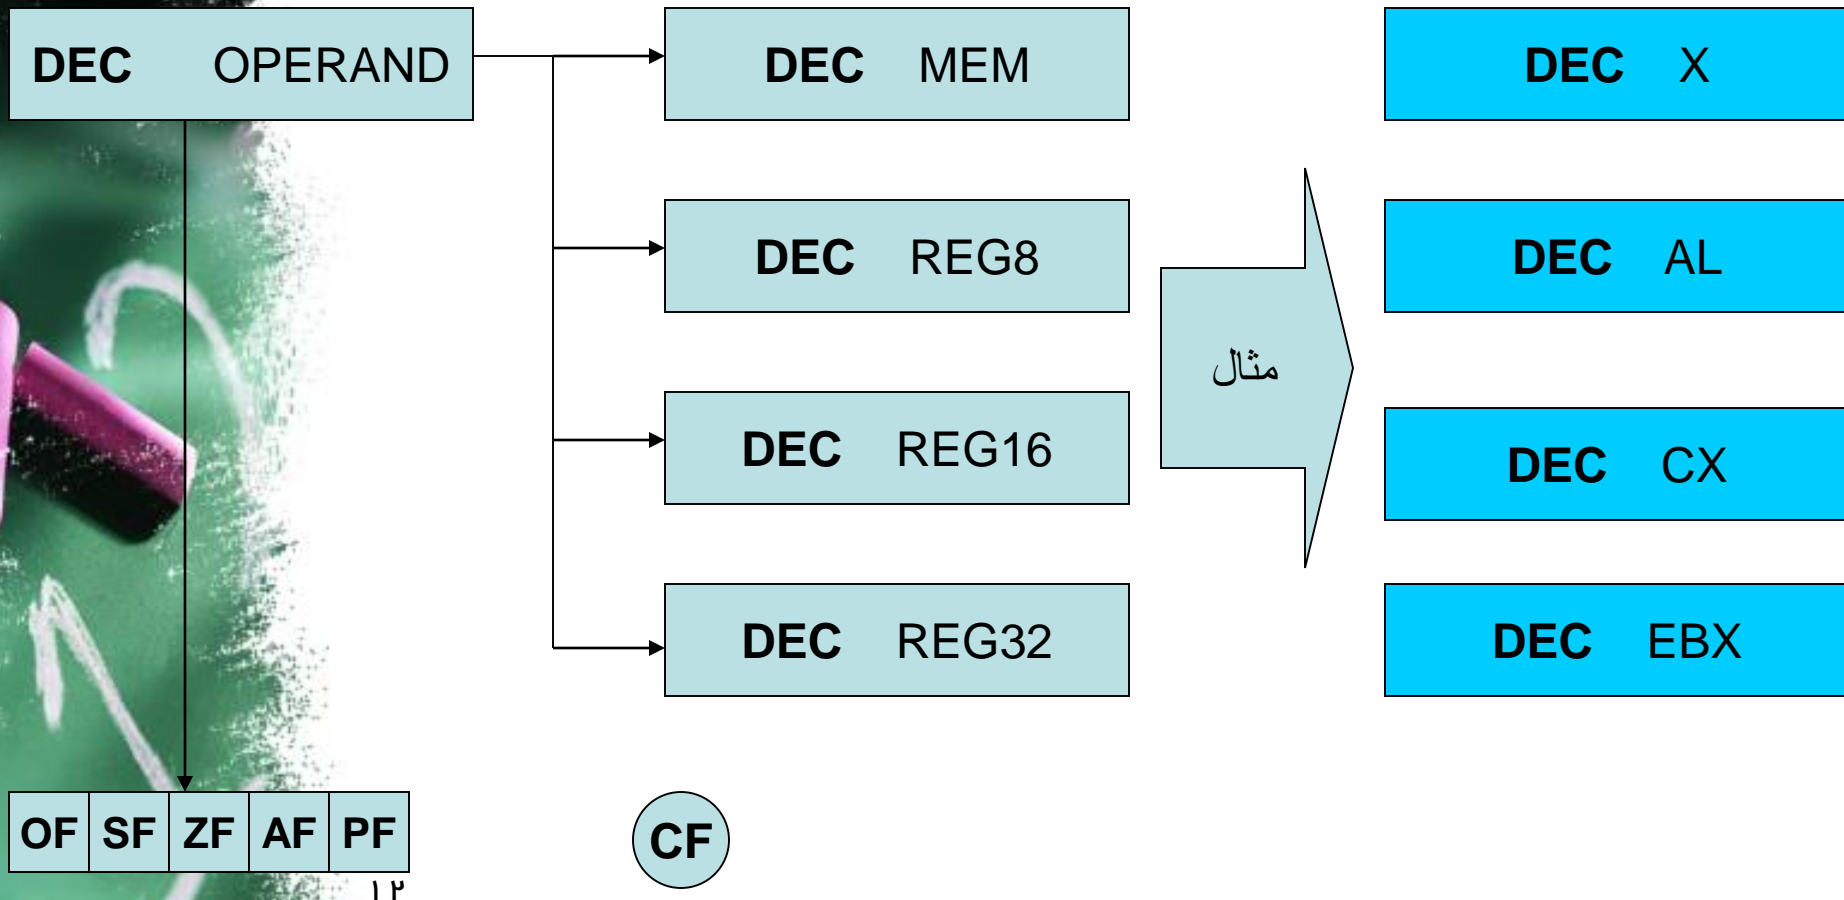 DEC OPERAND
DEC MEM
DEC X
DEC REG8
DEC AL
مثال
DEC REG16
DEC CX
DEC REG32
DEC EBX
OF SF ZF AF PF
CF
۱۲